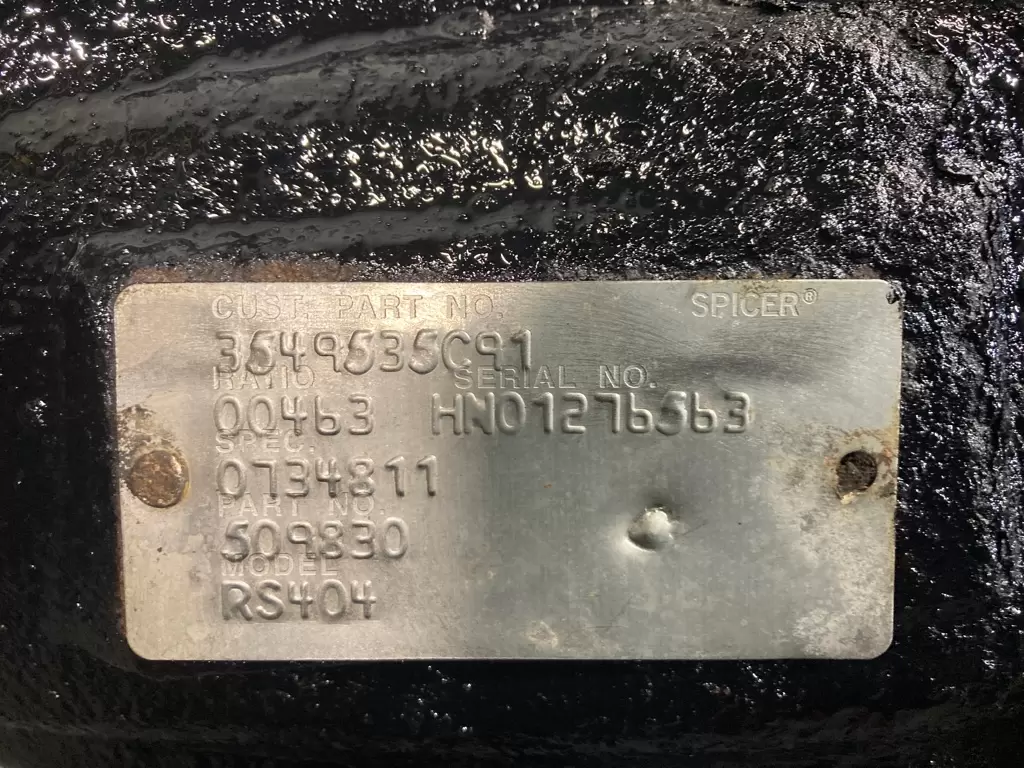 CUST. PART NO. SPICER®
3549535C91
RATIO SERIAL NO.
00463 HN01276563
SPEC.
0734811
PART NO.
509830
MODEL
RS404